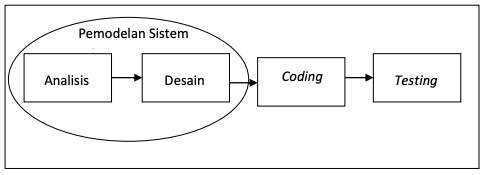 Pemodelan Sistem
Analisis
Desain
Coding
Testing